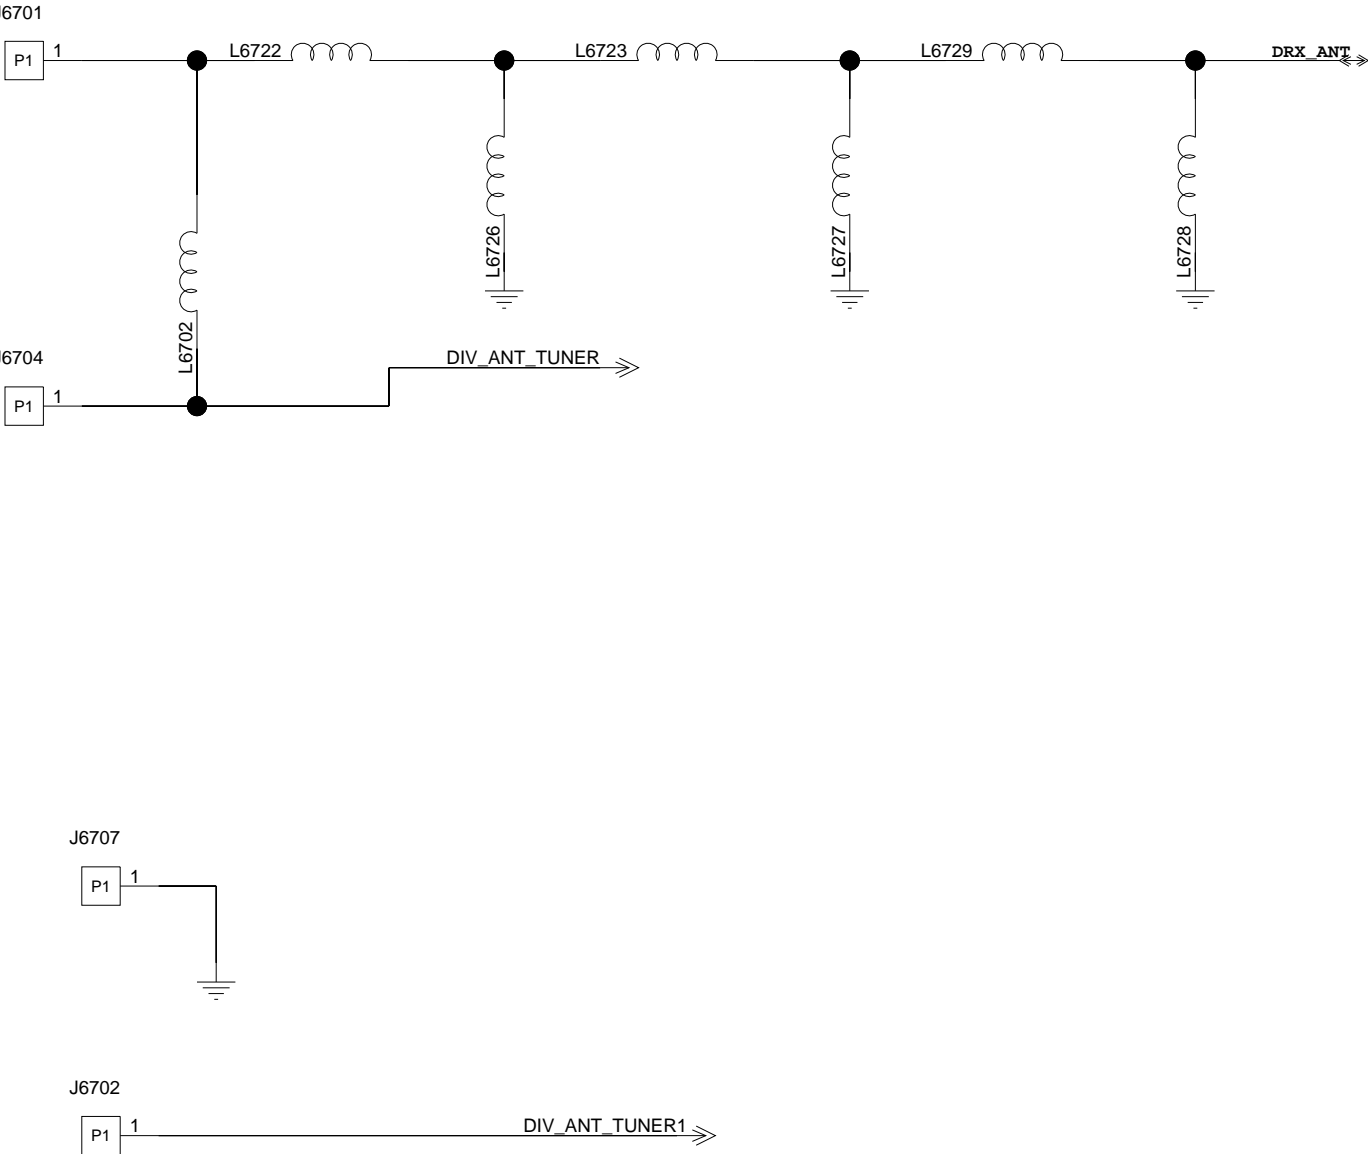 J6701
P1 1 L6722 L6723 L6729 DRX_ANT
L6726 L6727 L6728
L6702
J6704
P1 1 DIV_ANT_TUNER
J6707
P1 1
J6702
P1 1 DIV_ANT_TUNER1